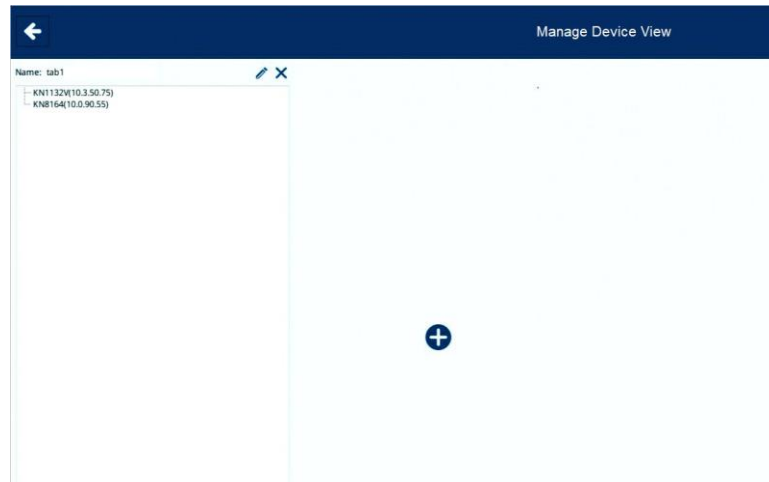 Manage Device View
Name: tab1
KN1132V(10.3.50.75)
KN8164(10.0.90.55)